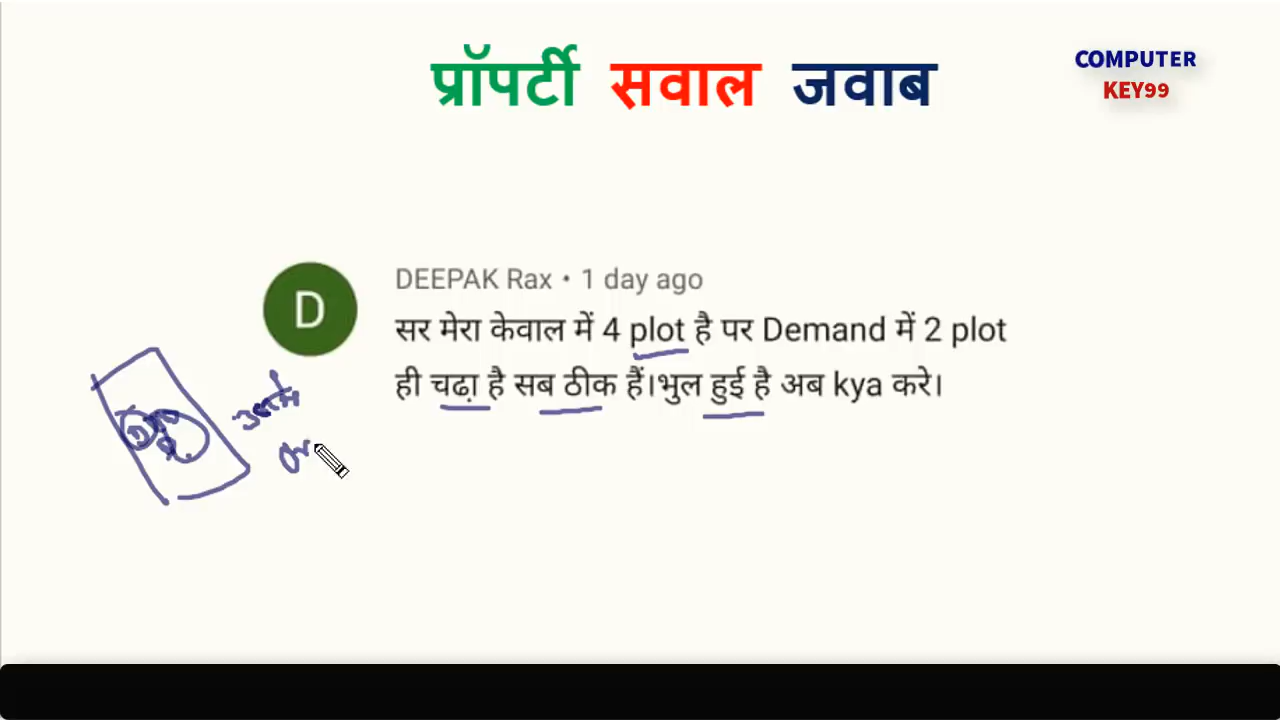 प्रॉपर्टी सवाल जवाब
COMPUTER
KEY99
D
DEEPAK Rax • 1 day ago
सर मेरा केवाल में 4 plot है पर Demand में 2 plot
ही चढ़ा है सब ठीक हैं।भुल हुई है अब kya करे।